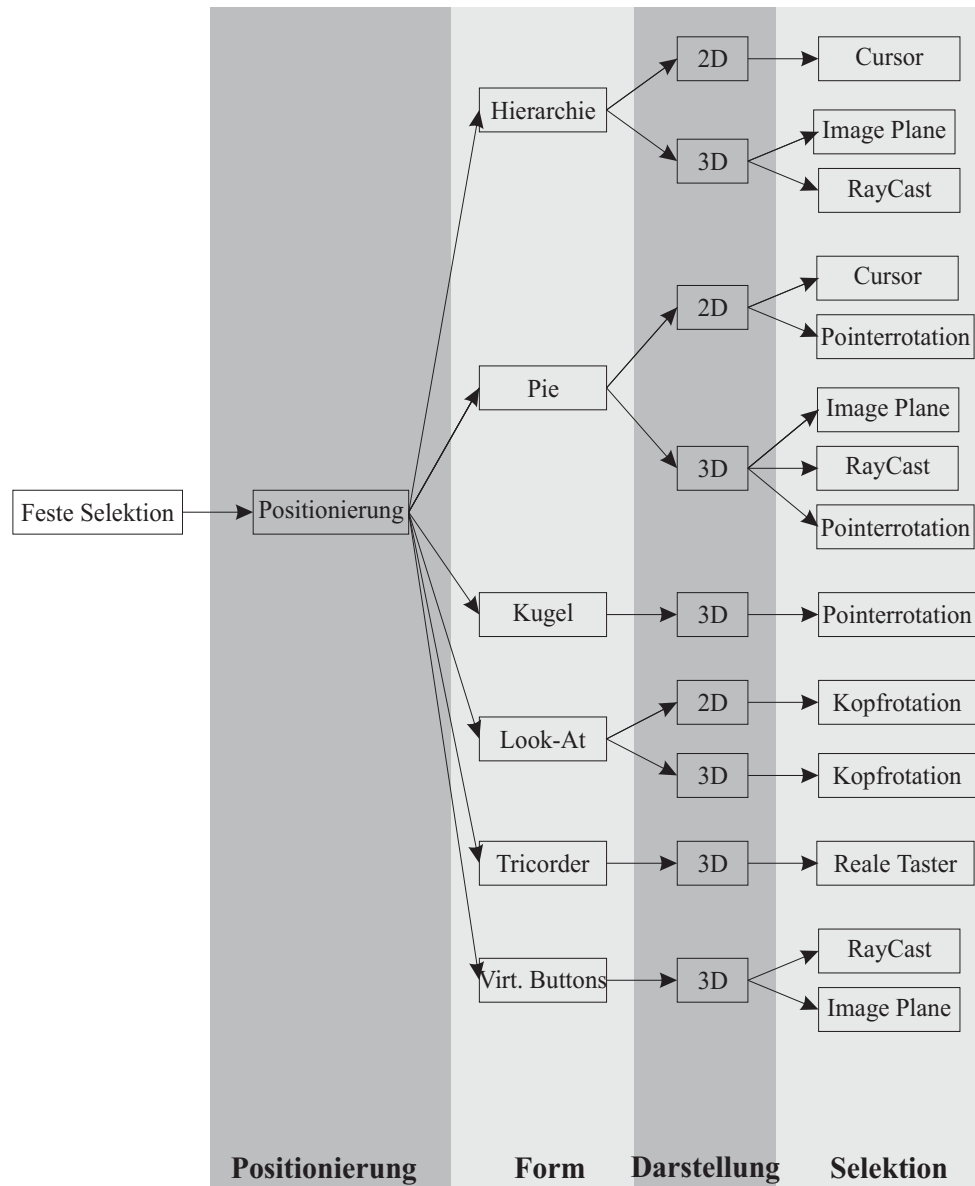 2D
Cursor
Hierarchie
Image Plane
3D
RayCast
Cursor
2D
Pointerrotation
Pie
Image Plane
3D
RayCast
Feste Selektion
Positionierung
Pointerrotation
Kugel
3D
Pointerrotation
2D
Kopfrotation
Look-At
3D
Kopfrotation
Tricorder
3D
Reale Taster
RayCast
Virt. Buttons
3D
Image Plane
Positionierung
Form
Darstellung
Selektion